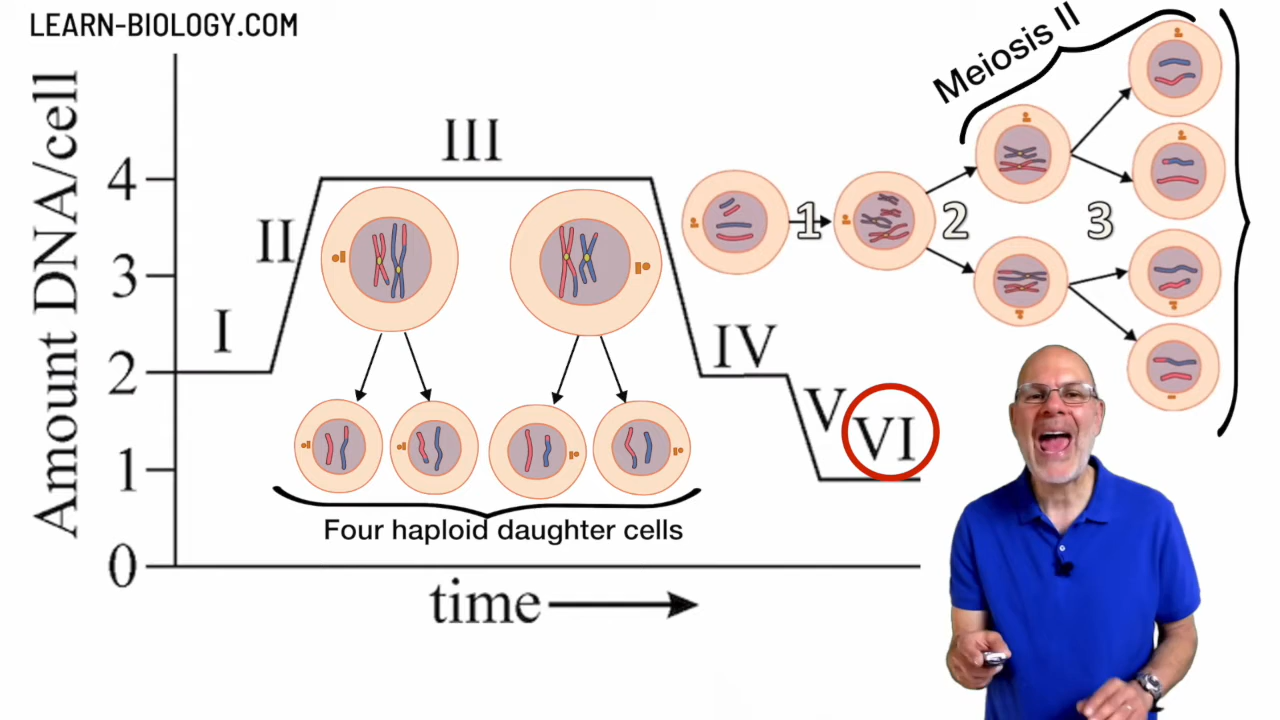 LEARN-BIOLOGY.COM
Meiosis II
Amount DNA/cell
4
3
2
1
0
I
II
III
IV
V
VI
1
2
3
Four haploid daughter cells
time